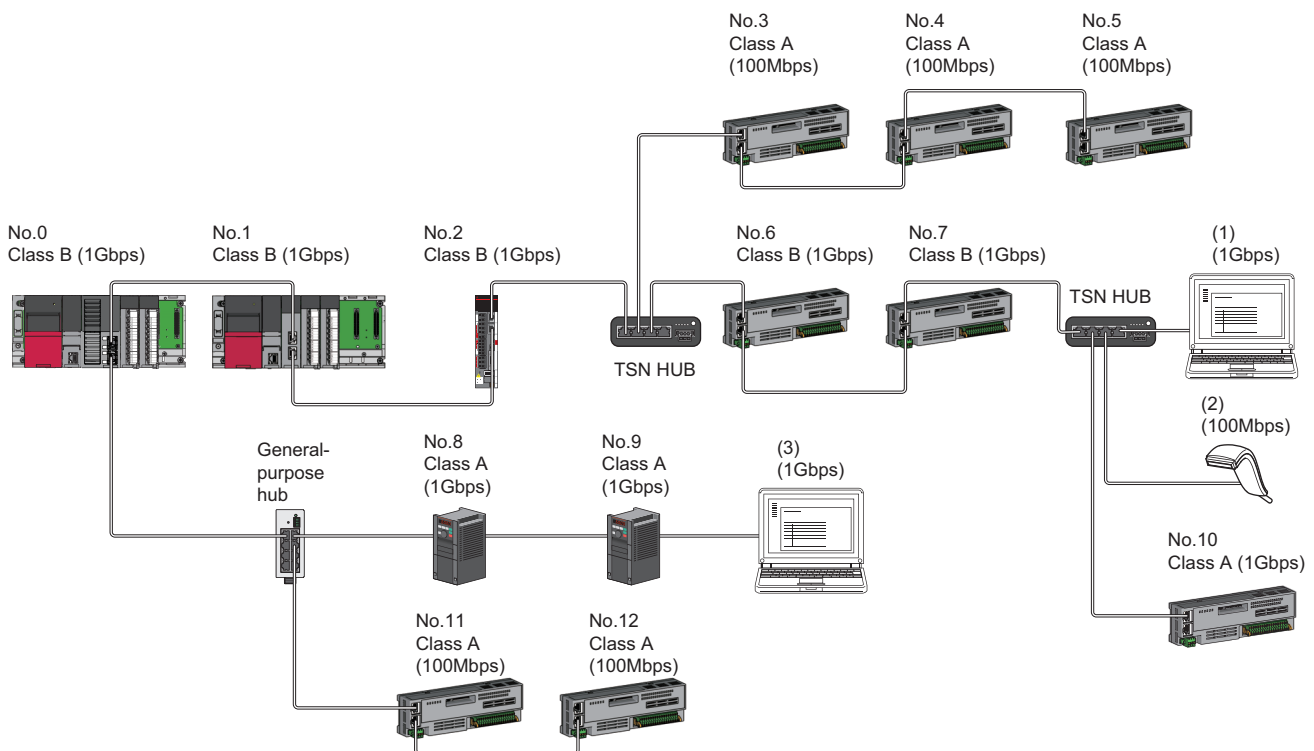 No.3
Class A
(100Mbps)
No.4
Class A
(100Mbps)
No.5
Class A
(100Mbps)
No.0
Class B (1Gbps)
No.1
Class B (1Gbps)
No.2
Class B (1Gbps)
No.6
Class B (1Gbps)
No.7
Class B (1Gbps)
(1)
(1Gbps)
TSN HUB
TSN HUB
(2)
(100Mbps)
General-
purpose
hub
No.8
Class A
(1Gbps)
No.9
Class A
(1Gbps)
(3)
(1Gbps)
No.10
Class A (1Gbps)
No.11
Class A
(100Mbps)
No.12
Class A
(100Mbps)